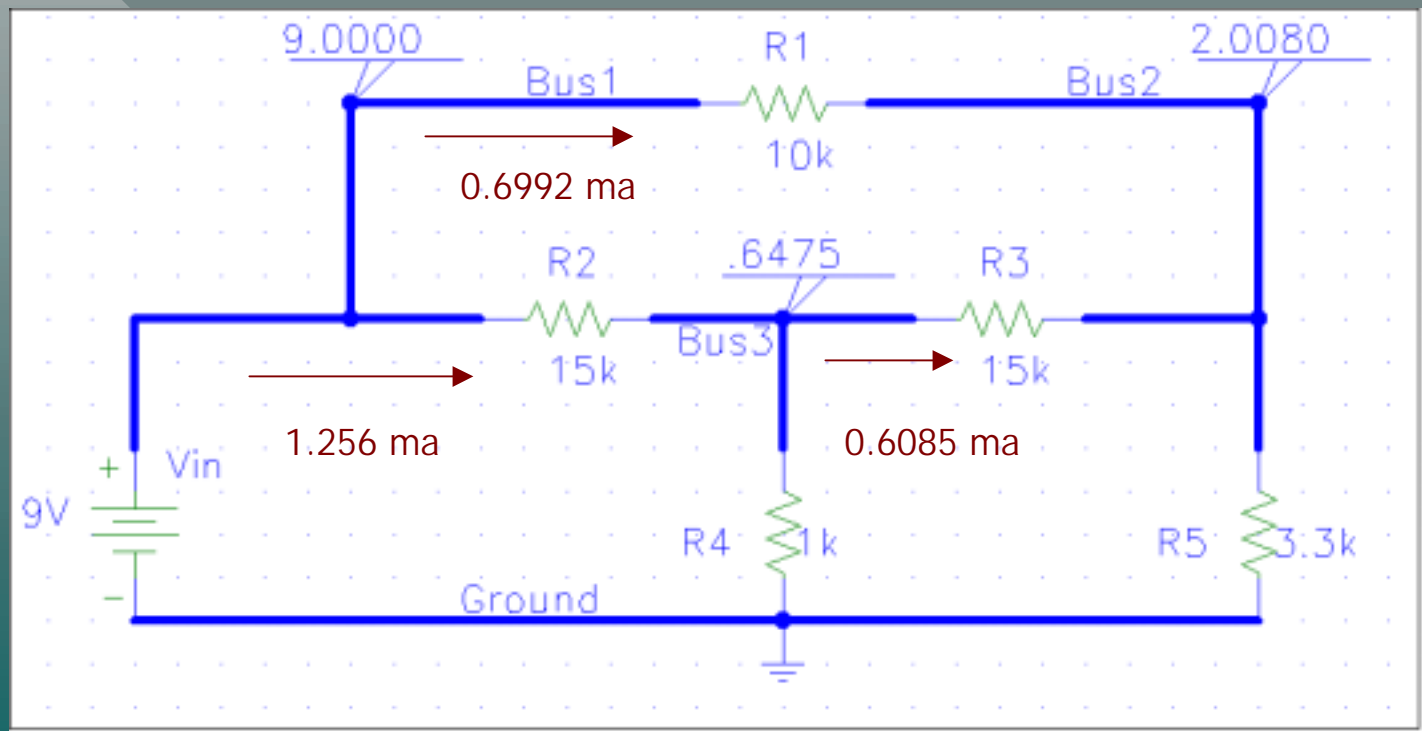 9.0000
R1
2.0080
Bus1
Bus2
10k
0.6992 ma
R2
.6475
R3
Bus3
15k
15k
1.256 ma
0.6085 ma
+ Vin
9V
R4
1k
R5
3.3k
−
Ground